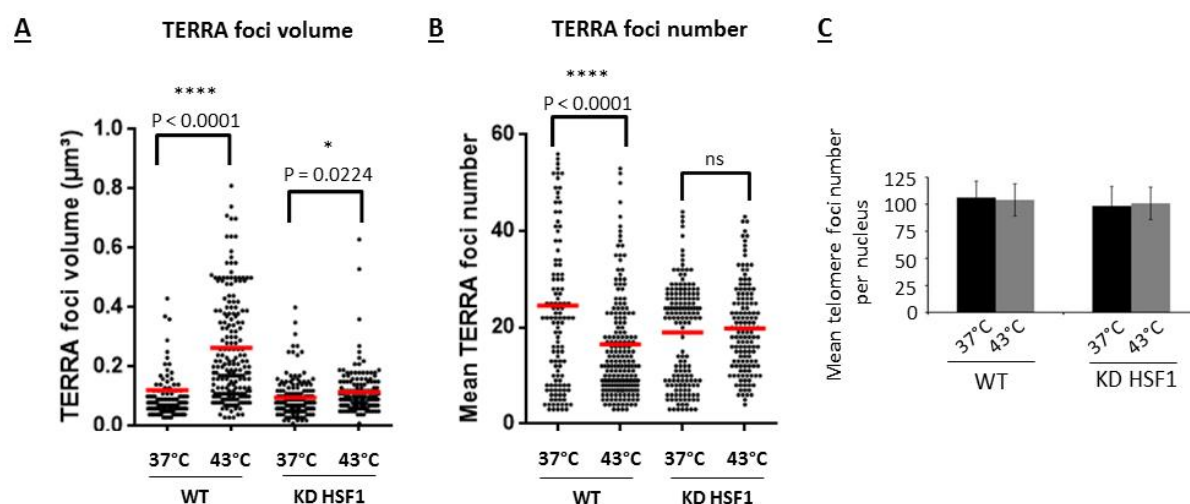 A
TERRA foci volume
****
P < 0.0001
*
P = 0.0224
TERRA foci volume (μm³)
1.0
0.8
0.6
0.4
0.2
0.0
37°C 43°C 37°C 43°C
WT KD HSF1
B
TERRA foci number
****
P < 0.0001
ns
Mean TERRA foci number
60
40
20
0
37°C 43°C 37°C 43°C
WT KD HSF1
C
Mean telomere foci number
per nucleus
125
100
75
50
25
0
37°C 43°C 37°C 43°C
WT KD HSF1